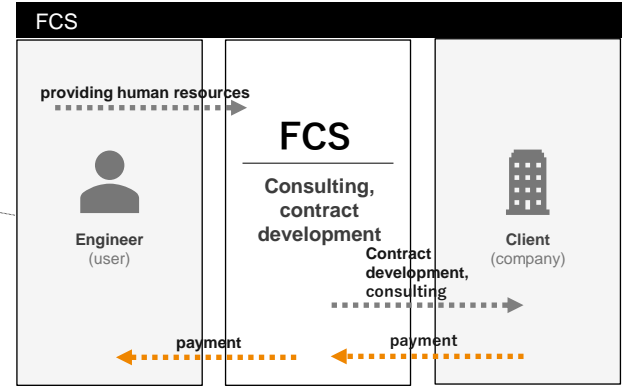 FCS
providing human resources
FCS
Consulting,
contract
development
Engineer
(user)
Client
(company)
Contract
development,
consulting
payment
payment